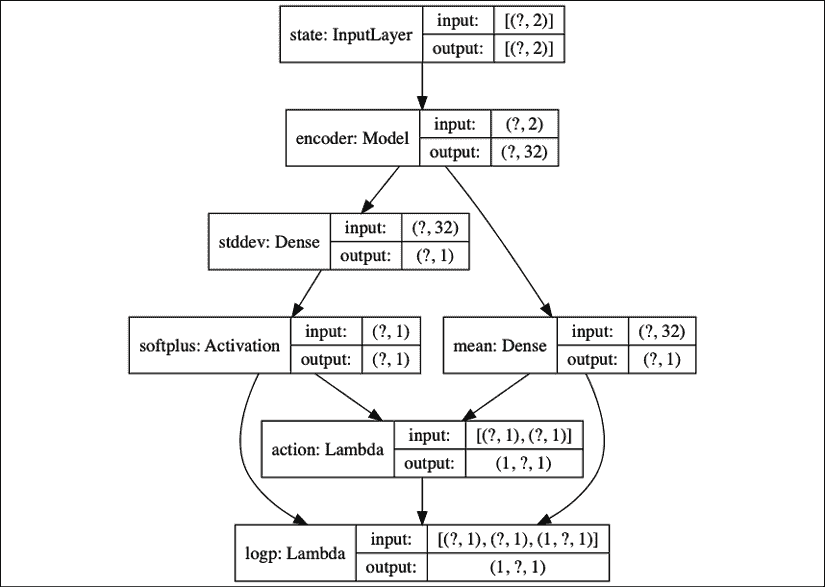 state: InputLayer
input: [(?, 2)]
output: [(?, 2)]
encoder: Model
input: (?, 2)
output: (?, 32)
stddev: Dense
input: (?, 32)
output: (?, 1)
softplus: Activation
input: (?, 1)
output: (?, 1)
mean: Dense
input: (?, 32)
output: (?, 1)
action: Lambda
input: [(?, 1), (?, 1)]
output: (1, ?, 1)
logp: Lambda
input: [(?, 1), (?, 1), (1, ?, 1)]
output: (1, ?, 1)